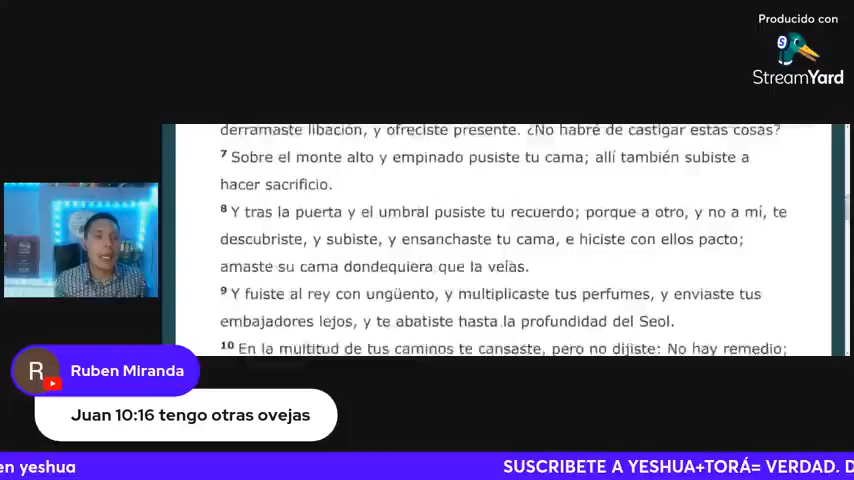 Producido con
StreamYard
derramaste libación, y ofreciste presente. ¿No habré de castigar estas cosas?
7 Sobre el monte alto y empinado pusiste tu cama; allí también subiste a
hacer sacrificio.
8 Y tras la puerta y el umbral pusiste tu recuerdo; porque a otro, y no a mí, te
descubriste, y subiste, y ensanchaste tu cama, e hiciste con ellos pacto;
amaste su cama dondequiera que la veías.
9 Y fuiste al rey con ungüento, y multiplicaste tus perfumes, y enviaste tus
embajadores lejos, y te abatiste hasta la profundidad del Seol.
10 En la multitud de tus caminos te cansaste, pero no dijiste: No hay remedio;
R
Ruben Miranda
Juan 10:16 tengo otras ovejas
en yeshua
SUSCRIBETE A YESHUA+TORÁ= VERDAD. D